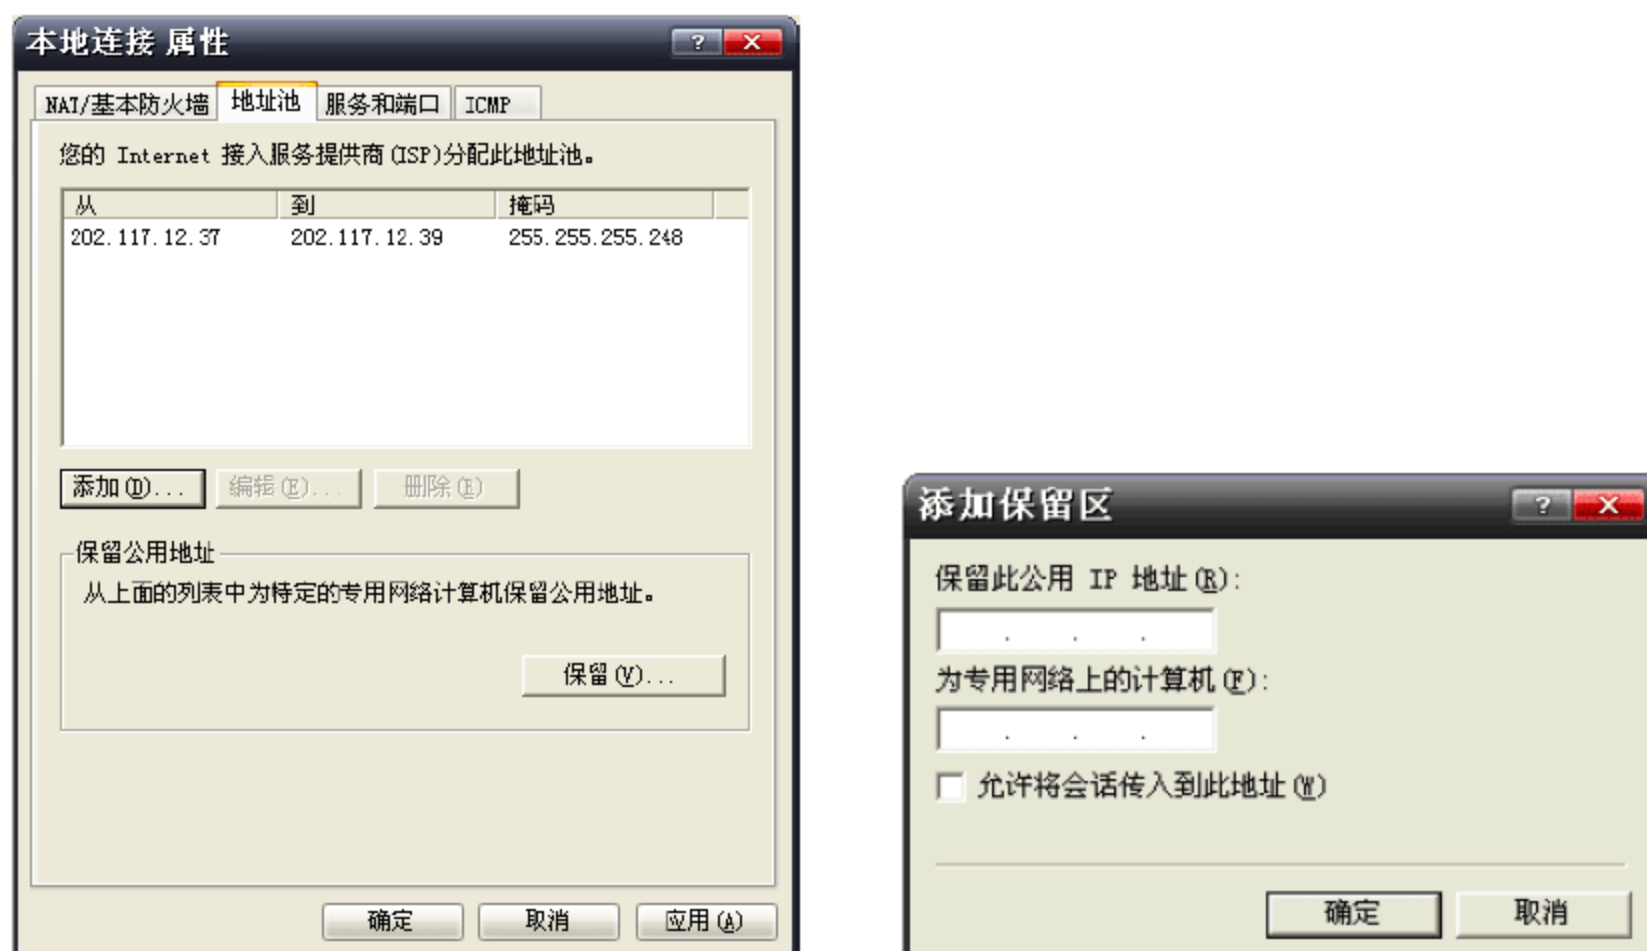 本地连接 属性
NAT/基本防火墙 地址池 服务和端口 ICMP
您的 Internet 接入服务提供商(ISP)分配此地址池。
从 到 掩码
202.117.12.37 202.117.12.39 255.255.255.248
添加(D)... 编辑(E)... 删除(R)
保留公用地址
从上面的列表中为特定的专用网络计算机保留公用地址。
保留(V)...
确定 取消 应用(A)
添加保留区
保留此公用 IP 地址(R):
. . .
为专用网络上的计算机(F):
. . .
允许将会话传入到此地址(W)
确定 取消